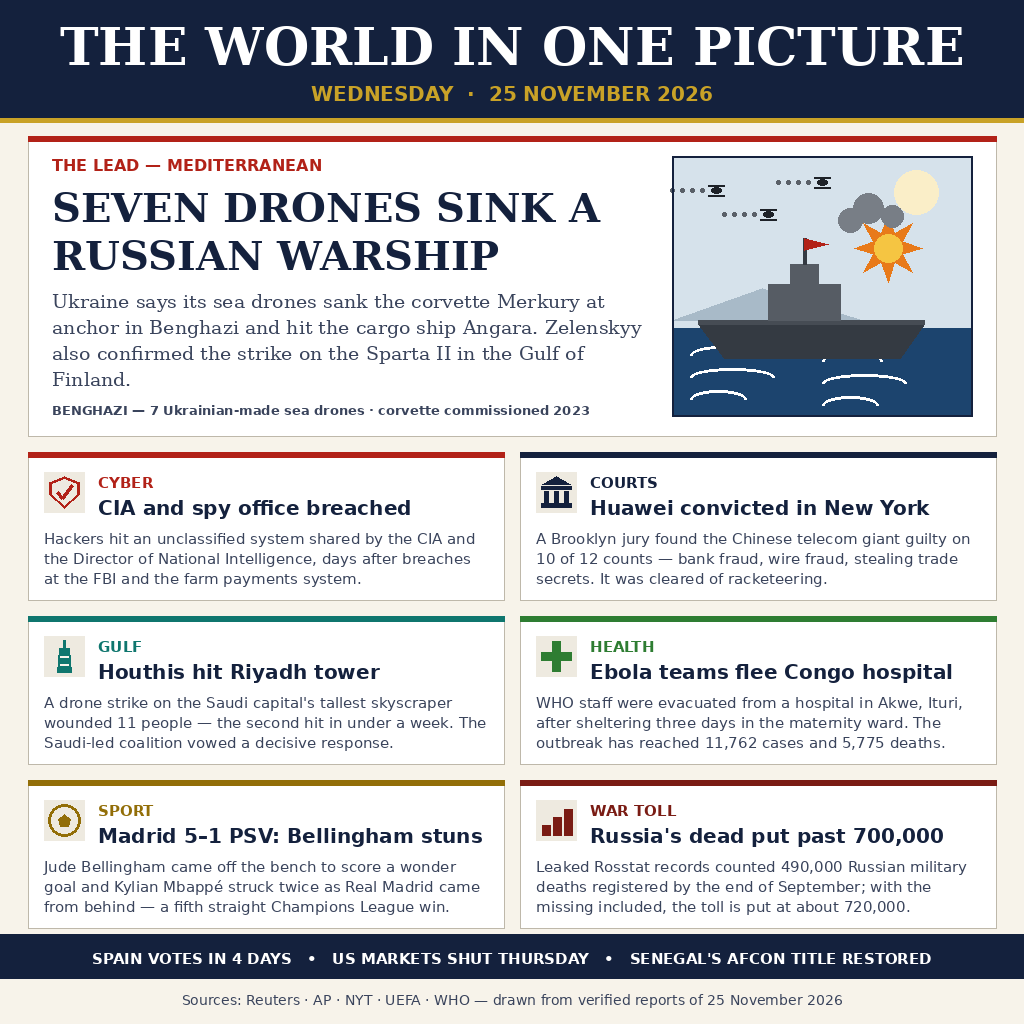 THE WORLD IN ONE PICTURE
WEDNESDAY · 25 NOVEMBER 2026
THE LEAD — MEDITERRANEAN
SEVEN DRONES SINK A
RUSSIAN WARSHIP
Ukraine says its sea drones sank the corvette Merkury at
anchor in Benghazi and hit the cargo ship Angara. Zelenskyy
also confirmed the strike on the Sparta II in the Gulf of
Finland.
BENGHAZI — 7 Ukrainian-made sea drones · corvette commissioned 2023
CYBER
CIA and spy office breached
Hackers hit an unclassified system shared by the CIA and
the Director of National Intelligence, days after breaches
at the FBI and the farm payments system.
COURTS
Huawei convicted in New York
A Brooklyn jury found the Chinese telecom giant guilty on
10 of 12 counts — bank fraud, wire fraud, stealing trade
secrets. It was cleared of racketeering.
GULF
Houthis hit Riyadh tower
A drone strike on the Saudi capital's tallest skyscraper
wounded 11 people — the second hit in under a week. The
Saudi-led coalition vowed a decisive response.
HEALTH
Ebola teams flee Congo hospital
WHO staff were evacuated from a hospital in Akwe, Ituri,
after sheltering three days in the maternity ward. The
outbreak has reached 11,762 cases and 5,775 deaths.
SPORT
Madrid 5–1 PSV: Bellingham stuns
Jude Bellingham came off the bench to score a wonder
goal and Kylian Mbappé struck twice as Real Madrid came
from behind — a fifth straight Champions League win.
WAR TOLL
Russia's dead put past 700,000
Leaked Rosstat records counted 490,000 Russian military
deaths registered by the end of September; with the
missing included, the toll is put at about 720,000.
SPAIN VOTES IN 4 DAYS • US MARKETS SHUT THURSDAY • SENEGAL'S AFCON TITLE RESTORED
Sources: Reuters · AP · NYT · UEFA · WHO — drawn from verified reports of 25 November 2026